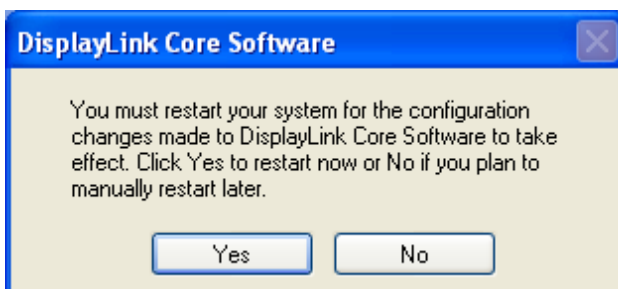 DisplayLink Core Software
You must restart your system for the configuration
changes made to DisplayLink Core Software to take
effect. Click Yes to restart now or No if you plan to
manually restart later.
Yes
No